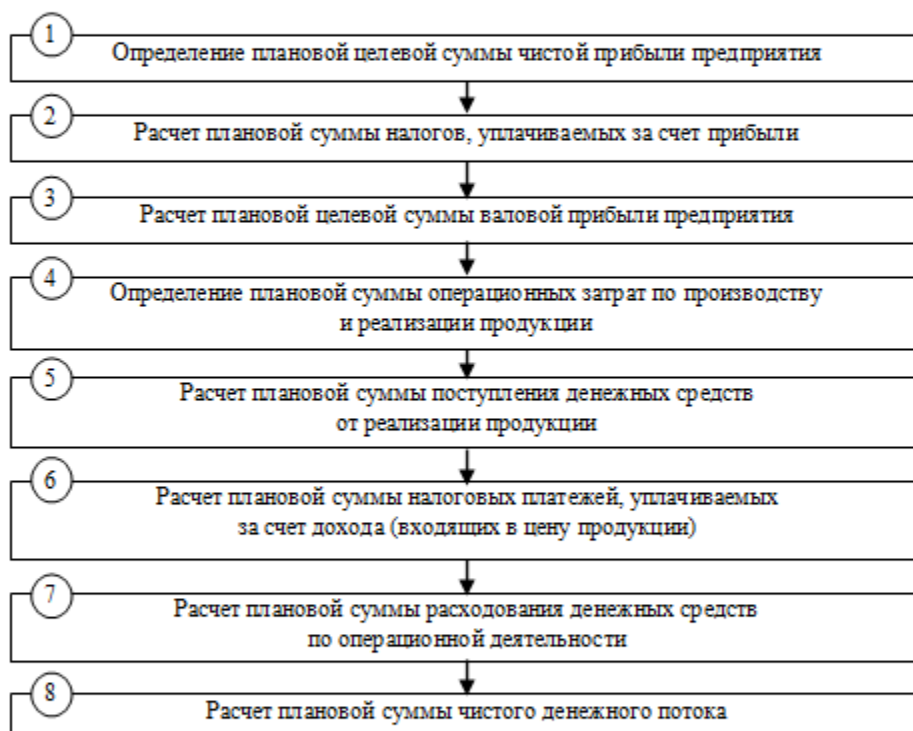 1
Определение плановой целевой суммы чистой прибыли предприятия
2
Расчет плановой суммы налогов, уплачиваемых за счет прибыли
3
Расчет плановой целевой суммы валовой прибыли предприятия
4
Определение плановой суммы операционных затрат по производству
и реализации продукции
5
Расчет плановой суммы поступления денежных средств
от реализации продукции
6
Расчет плановой суммы налоговых платежей, уплачиваемых
за счет дохода (входящих в цену продукции)
7
Расчет плановой суммы расходования денежных средств
по операционной деятельности
8
Расчет плановой суммы чистого денежного потока